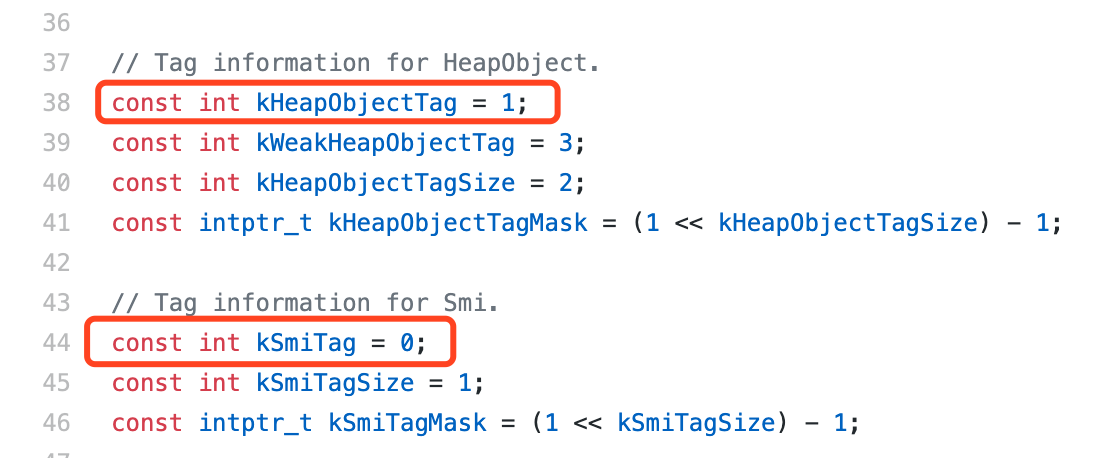 36
37 // Tag information for HeapObject.
38 const int kHeapObjectTag = 1;
39 const int kWeakHeapObjectTag = 3;
40 const int kHeapObjectTagSize = 2;
41 const intptr_t kHeapObjectTagMask = (1 << kHeapObjectTagSize) - 1;
42
43 // Tag information for Smi.
44 const int kSmiTag = 0;
45 const int kSmiTagSize = 1;
46 const intptr_t kSmiTagMask = (1 << kSmiTagSize) - 1;
47